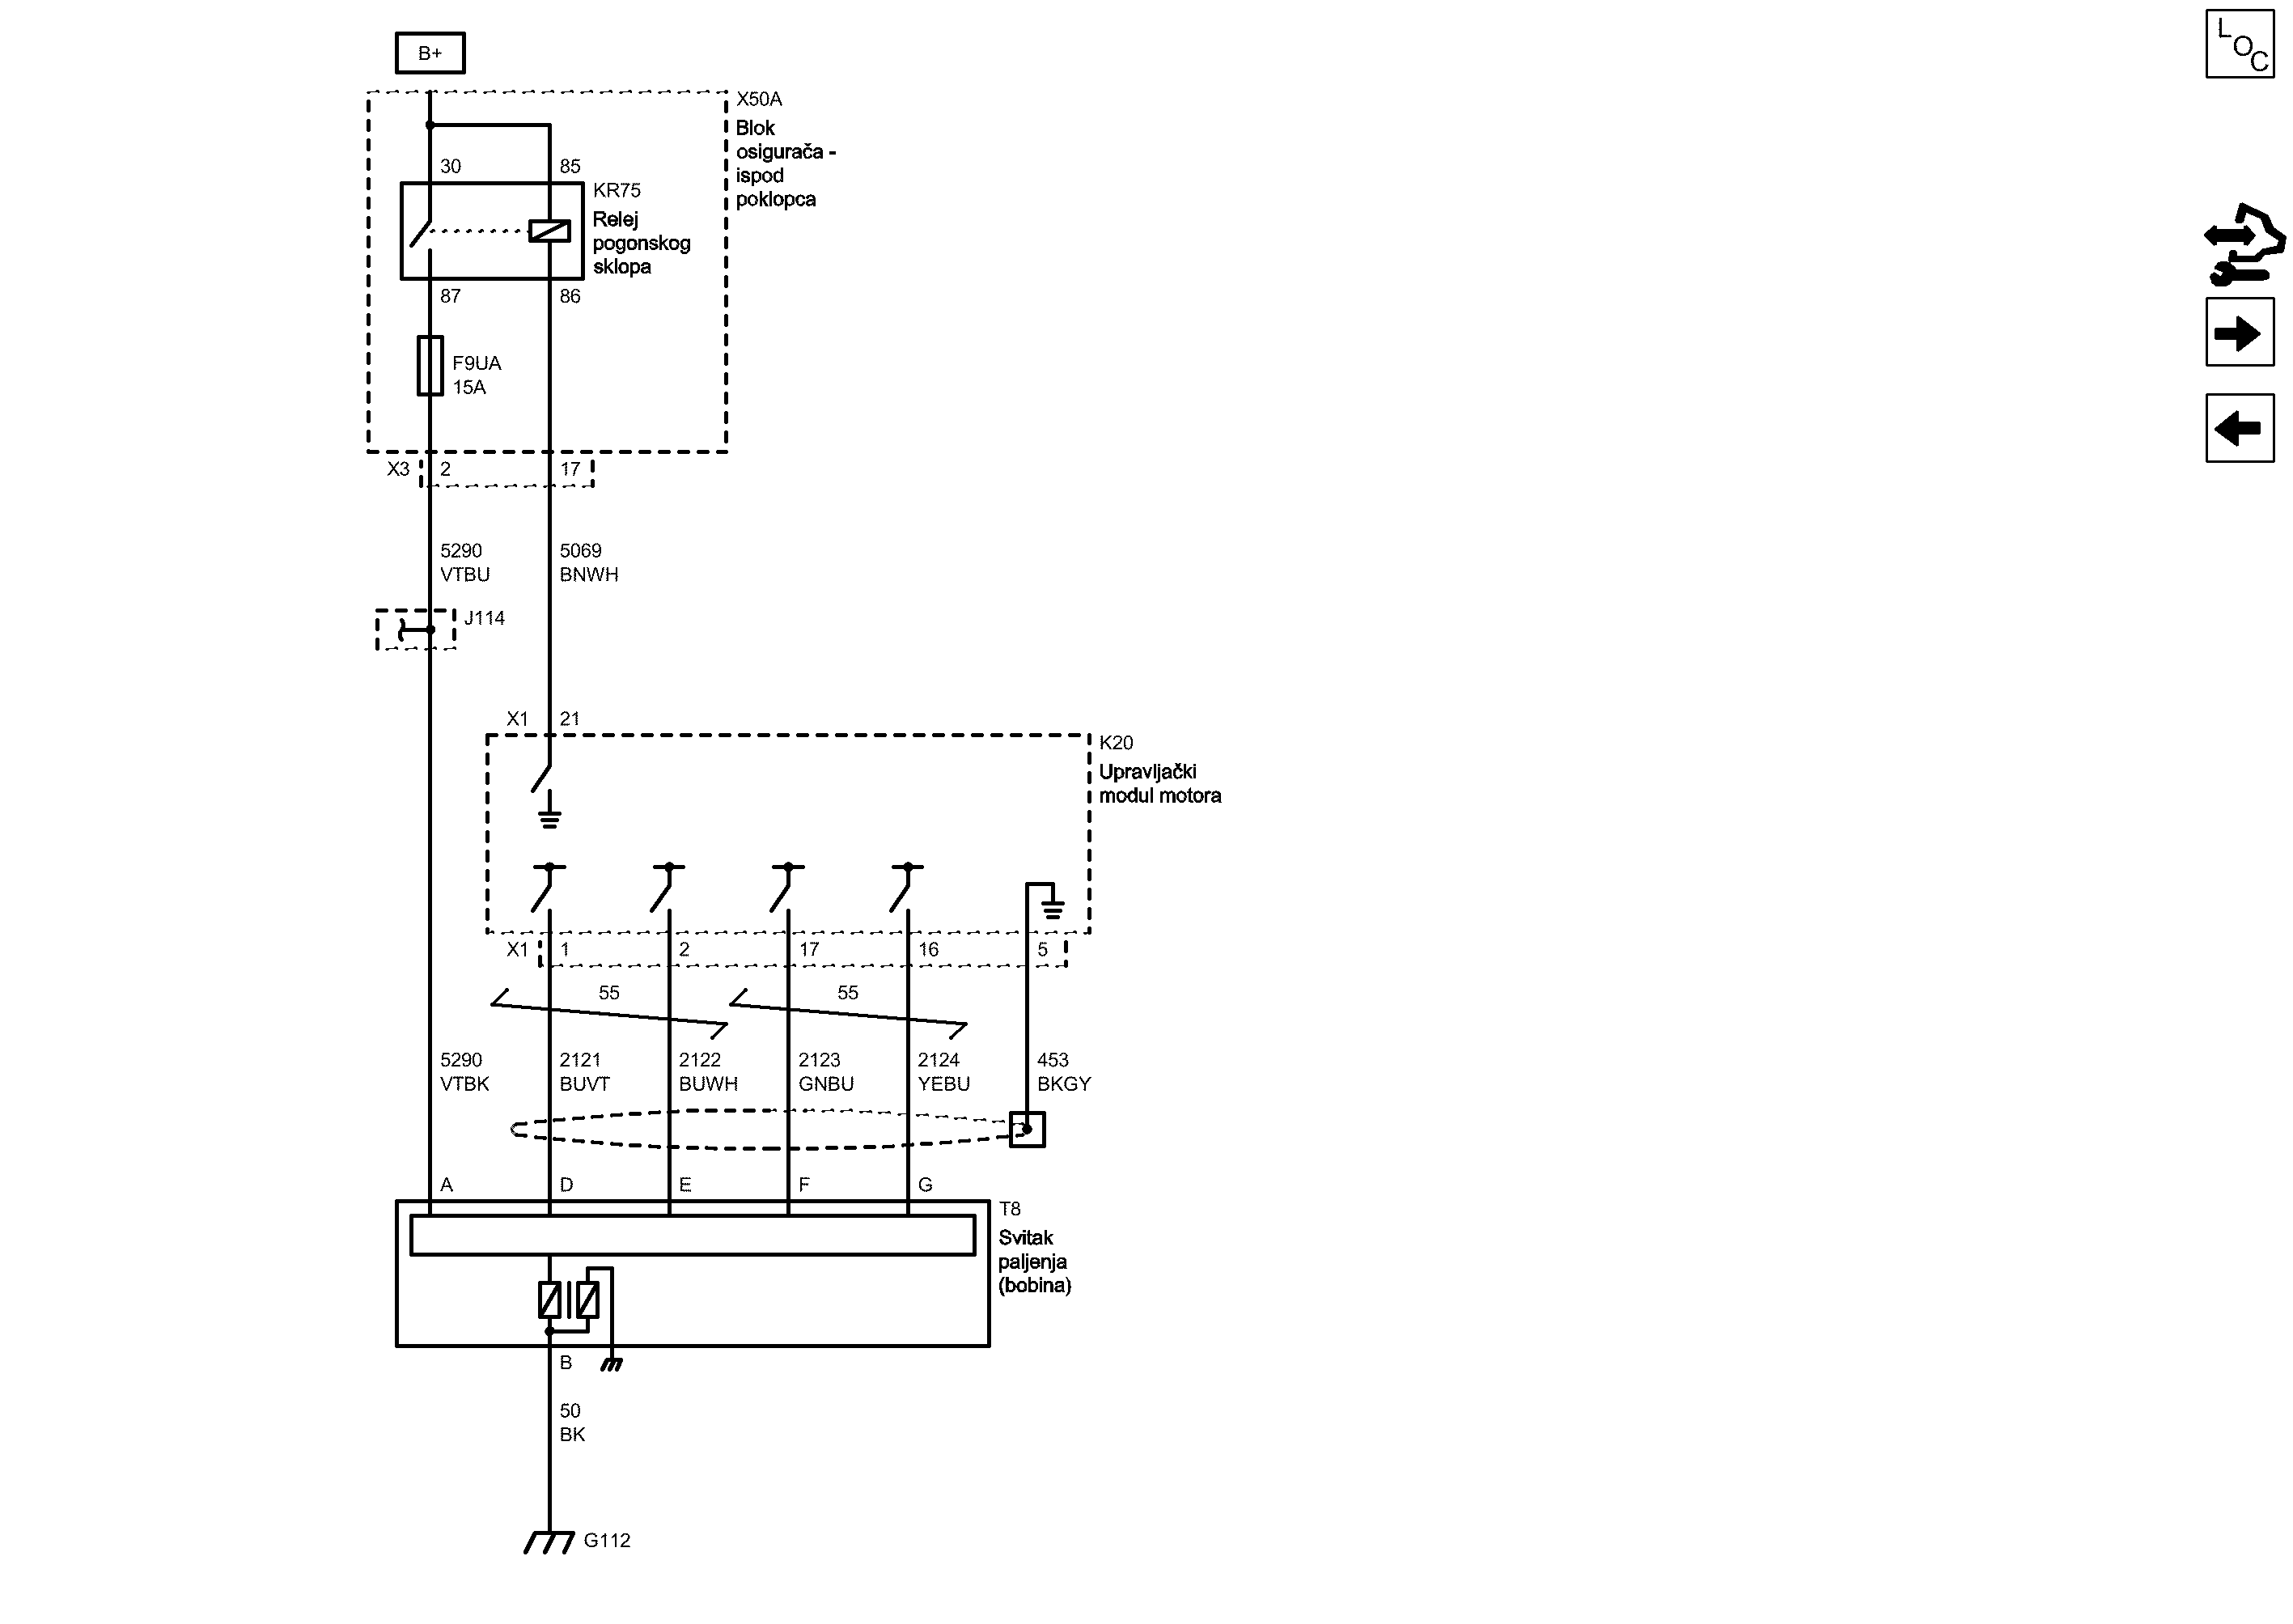 B+
LOC
X50A
Blok
osigurača -
ispod
poklopca
30
85
KR75
Relej
pogonskog
sklopa
87
86
F9UA
15A
X3
2
17
5290
VTBU
5069
BNWH
J114
X1
21
K20
Upravljački
modul motora
X1
1
2
17
16
5
55
55
5290
VTBK
2121
BUVT
2122
BUWH
2123
GNBU
2124
YEBU
453
BKGY
A
D
E
F
G
T8
Svitak
paljenja
(bobina)
B
50
BK
G112